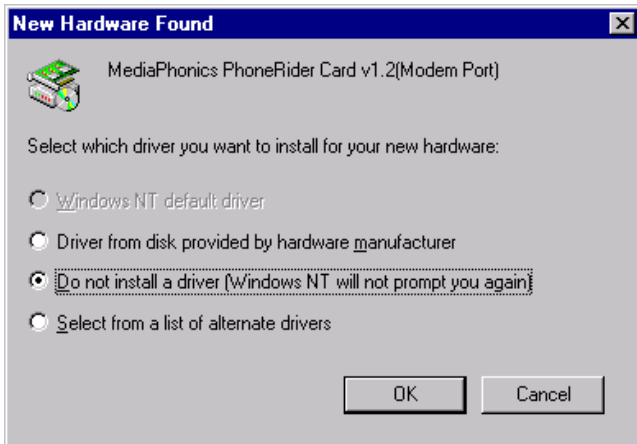 New Hardware Found
MediaPhonics PhoneRider Card v1.2(Modem Port)
Select which driver you want to install for your new hardware:
Windows NT default driver
Driver from disk provided by hardware manufacturer
Do not install a driver (Windows NT will not prompt you again)
Select from a list of alternate drivers
OK Cancel